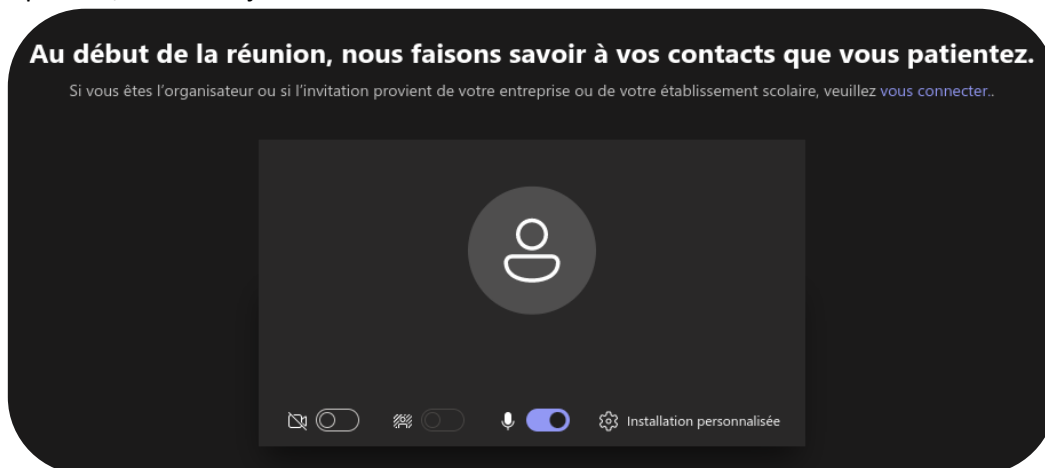 Au début de la réunion, nous faisons savoir à vos contacts que vous patientez.
Si vous êtes l'organisateur ou si l'invitation provient de votre entreprise ou de votre établissement scolaire, veuillez vous connecter..
Installation personnalisée